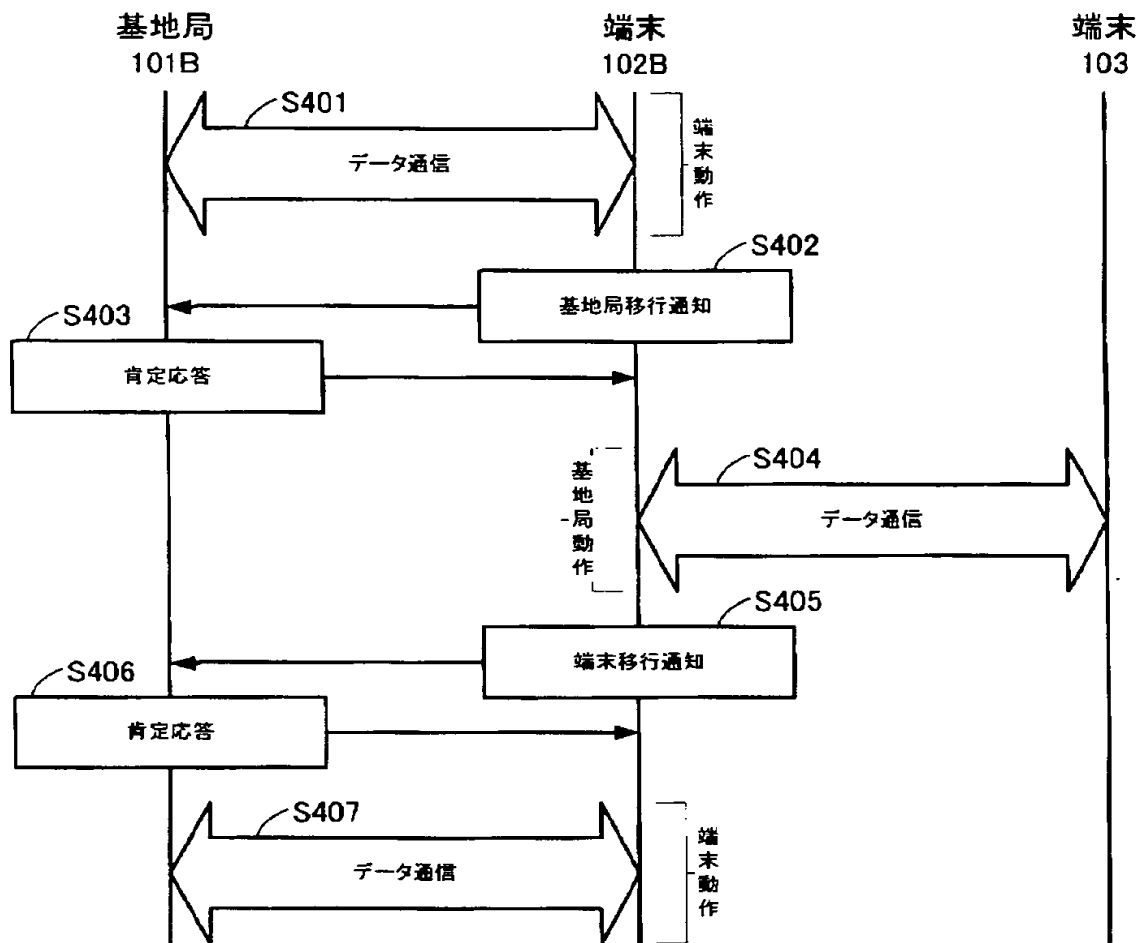 基地局
101B
端末
102B
端末
103
S401
データ通信
端末動作
S402
基地局移行通知
S403
肯定応答
S404
データ通信
基地局動作
S405
端末移行通知
S406
肯定応答
S407
データ通信
端末動作